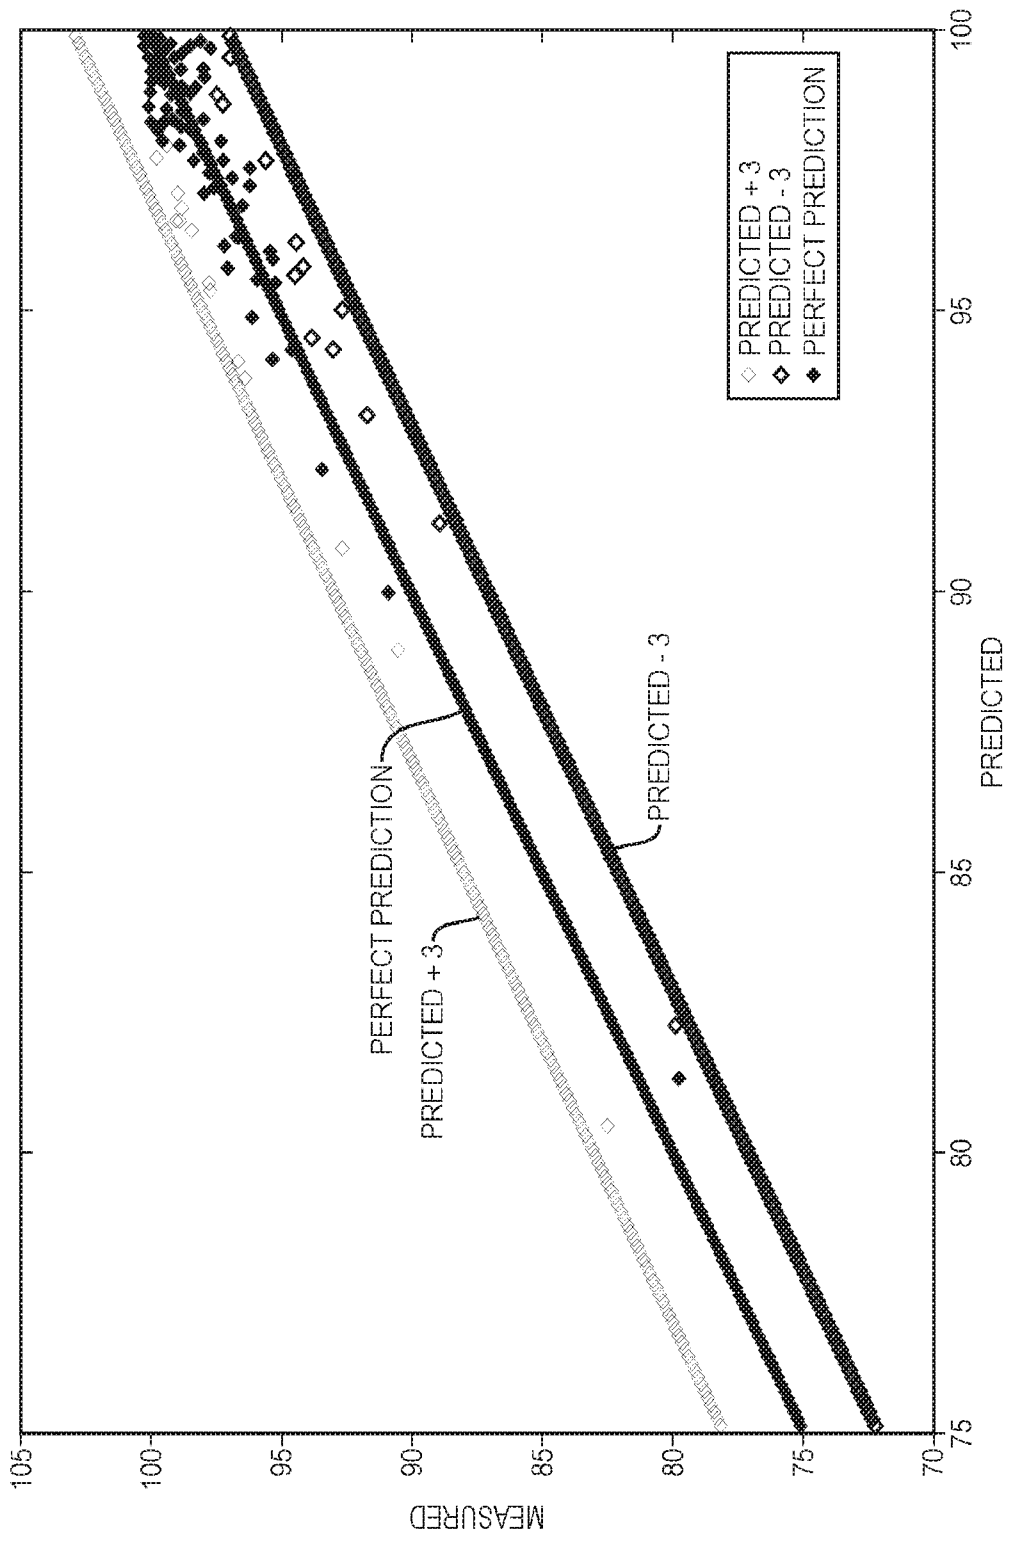 105
100
95
90
85
80
75
70
MEASURED
PERFECT PREDICTION
PREDICTED + 3
PREDICTED - 3
PREDICTED + 3
PREDICTED - 3
PERFECT PREDICTION
75
80
85
90
95
100
PREDICTED